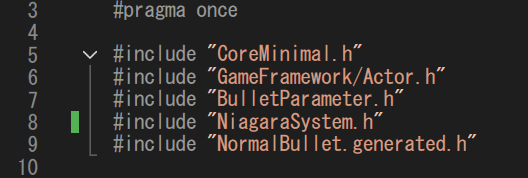 3 #pragma once
4
5 #include "CoreMinimal.h"
6 #include "GameFramework/Actor.h"
7 #include "BulletParameter.h"
8 #include "NiagaraSystem.h"
9 #include "NormalBullet.generated.h"
10